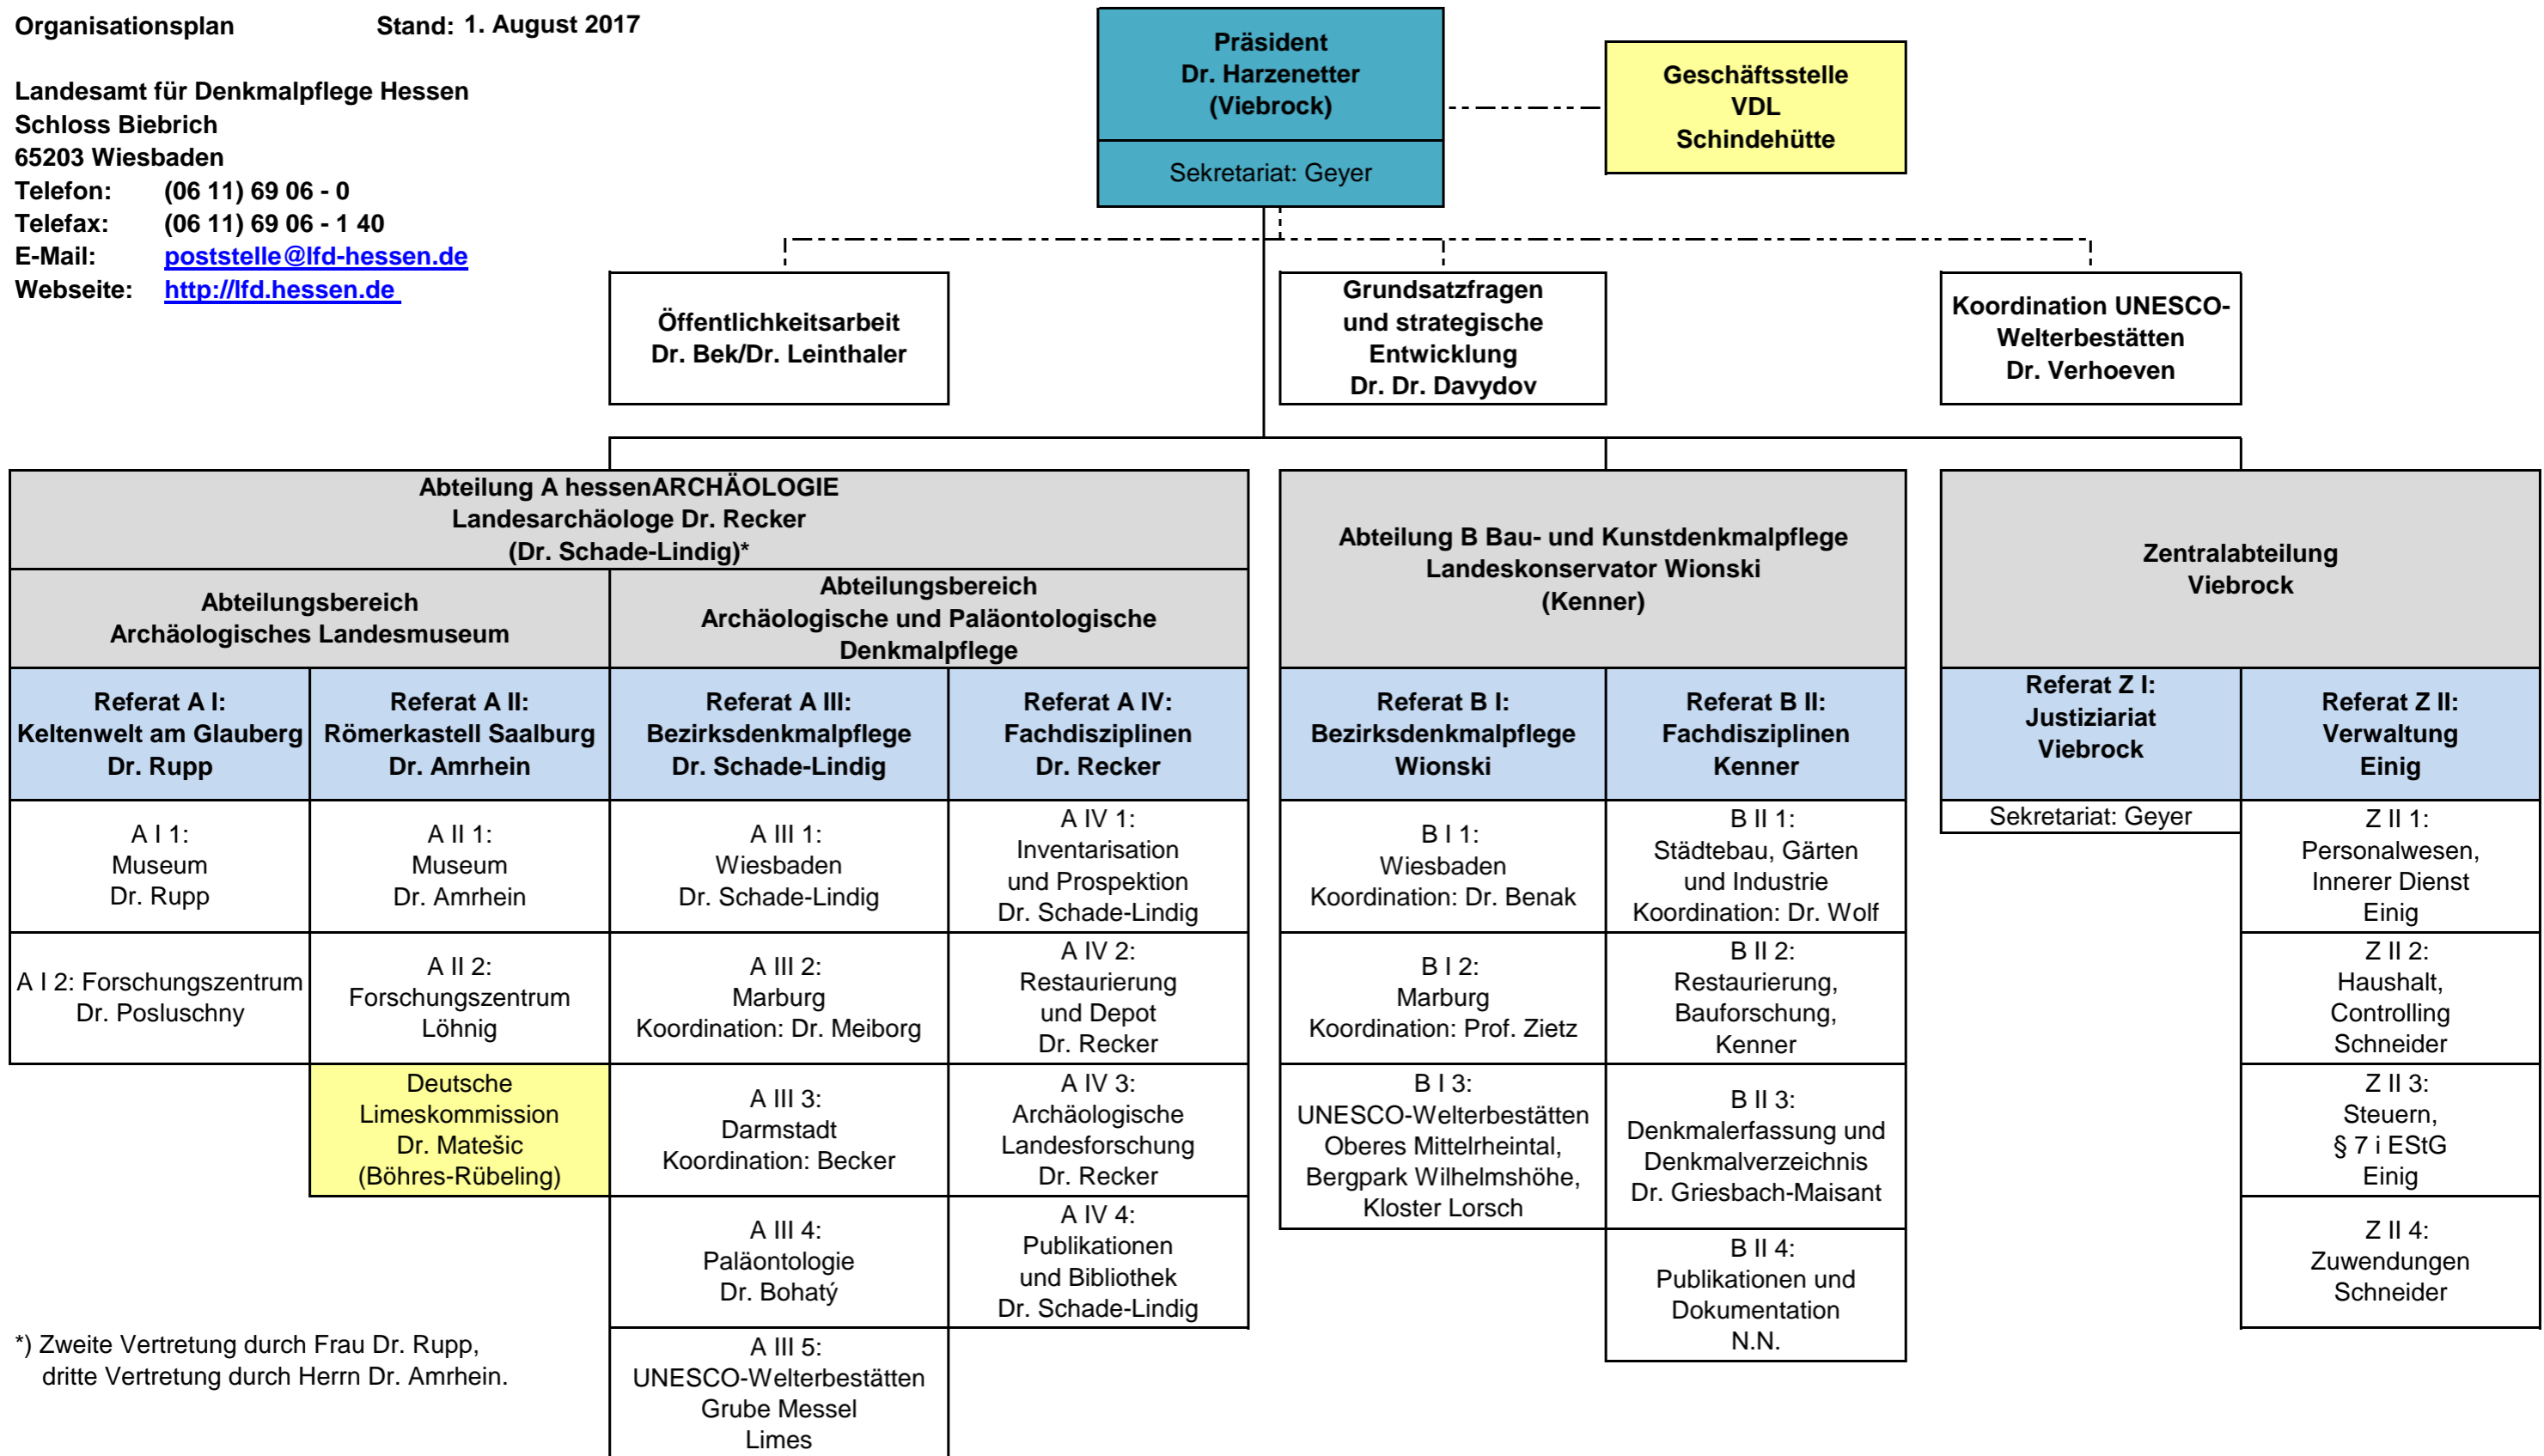 Organisationsplan Stand: 1. August 2017
Landesamt für Denkmalpflege Hessen
Schloss Biebrich
65203 Wiesbaden
Telefon: (06 11) 69 06 - 0
Telefax: (06 11) 69 06 - 1 40
E-Mail: poststelle@lfd-hessen.de
Webseite: http://lfd.hessen.de
Präsident
Dr. Harzenetter
(Viebrock)
Sekretariat: Geyer
Geschäftsstelle
VDL
Schindehütte
Öffentlichkeitsarbeit
Dr. Bek/Dr. Leinthaler
Grundsatzfragen
und strategische
Entwicklung
Dr. Dr. Davydov
Koordination UNESCO-
Welterbestätten
Dr. Verhoeven
Abteilung A hessenARCHÄOLOGIE
Landesarchäologe Dr. Recker
(Dr. Schade-Lindig)*
Abteilungsbereich
Archäologisches Landesmuseum
Abteilungsbereich
Archäologische und Paläontologische
Denkmalpflege
Referat A I:
Keltenwelt am Glauberg
Dr. Rupp
A I 1:
Museum
Dr. Rupp
A I 2: Forschungszentrum
Dr. Posluschny
Referat A II:
Römerkastell Saalburg
Dr. Amrhein
A II 1:
Museum
Dr. Amrhein
A II 2:
Forschungszentrum
Löhnig
Deutsche
Limeskommission
Dr. Matešic
(Böhres-Rübeling)
Referat A III:
Bezirksdenkmalpflege
Dr. Schade-Lindig
A III 1:
Wiesbaden
Dr. Schade-Lindig
A III 2:
Marburg
Koordination: Dr. Meiborg
A III 3:
Darmstadt
Koordination: Becker
A III 4:
Paläontologie
Dr. Bohatý
A III 5:
UNESCO-Welterbestätten
Grube Messel
Limes
Referat A IV:
Fachdisziplinen
Dr. Recker
A IV 1:
Inventarisation
und Prospektion
Dr. Schade-Lindig
A IV 2:
Restaurierung
und Depot
Dr. Recker
A IV 3:
Archäologische
Landesforschung
Dr. Recker
A IV 4:
Publikationen
und Bibliothek
Dr. Schade-Lindig
Abteilung B Bau- und Kunstdenkmalpflege
Landeskonservator Wionski
(Kenner)
Referat B I:
Bezirksdenkmalpflege
Wionski
B I 1:
Wiesbaden
Koordination: Dr. Benak
B I 2:
Marburg
Koordination: Prof. Zietz
B I 3:
UNESCO-Welterbestätten
Oberes Mittelrheintal,
Bergpark Wilhelmshöhe,
Kloster Lorsch
Referat B II:
Fachdisziplinen
Kenner
B II 1:
Städtebau, Gärten
und Industrie
Koordination: Dr. Wolf
B II 2:
Restaurierung,
Bauforschung,
Kenner
B II 3:
Denkmalerfassung und
Denkmalverzeichnis
Dr. Griesbach-Maisant
B II 4:
Publikationen und
Dokumentation
N.N.
Zentralabteilung
Viebrock
Referat Z I:
Justiziariat
Viebrock
Sekretariat: Geyer
Referat Z II:
Verwaltung
Einig
Z II 1:
Personalwesen,
Innerer Dienst
Einig
Z II 2:
Haushalt,
Controlling
Schneider
Z II 3:
Steuern,
§ 7 i EStG
Einig
Z II 4:
Zuwendungen
Schneider
*) Zweite Vertretung durch Frau Dr. Rupp,
dritte Vertretung durch Herrn Dr. Amrhein.